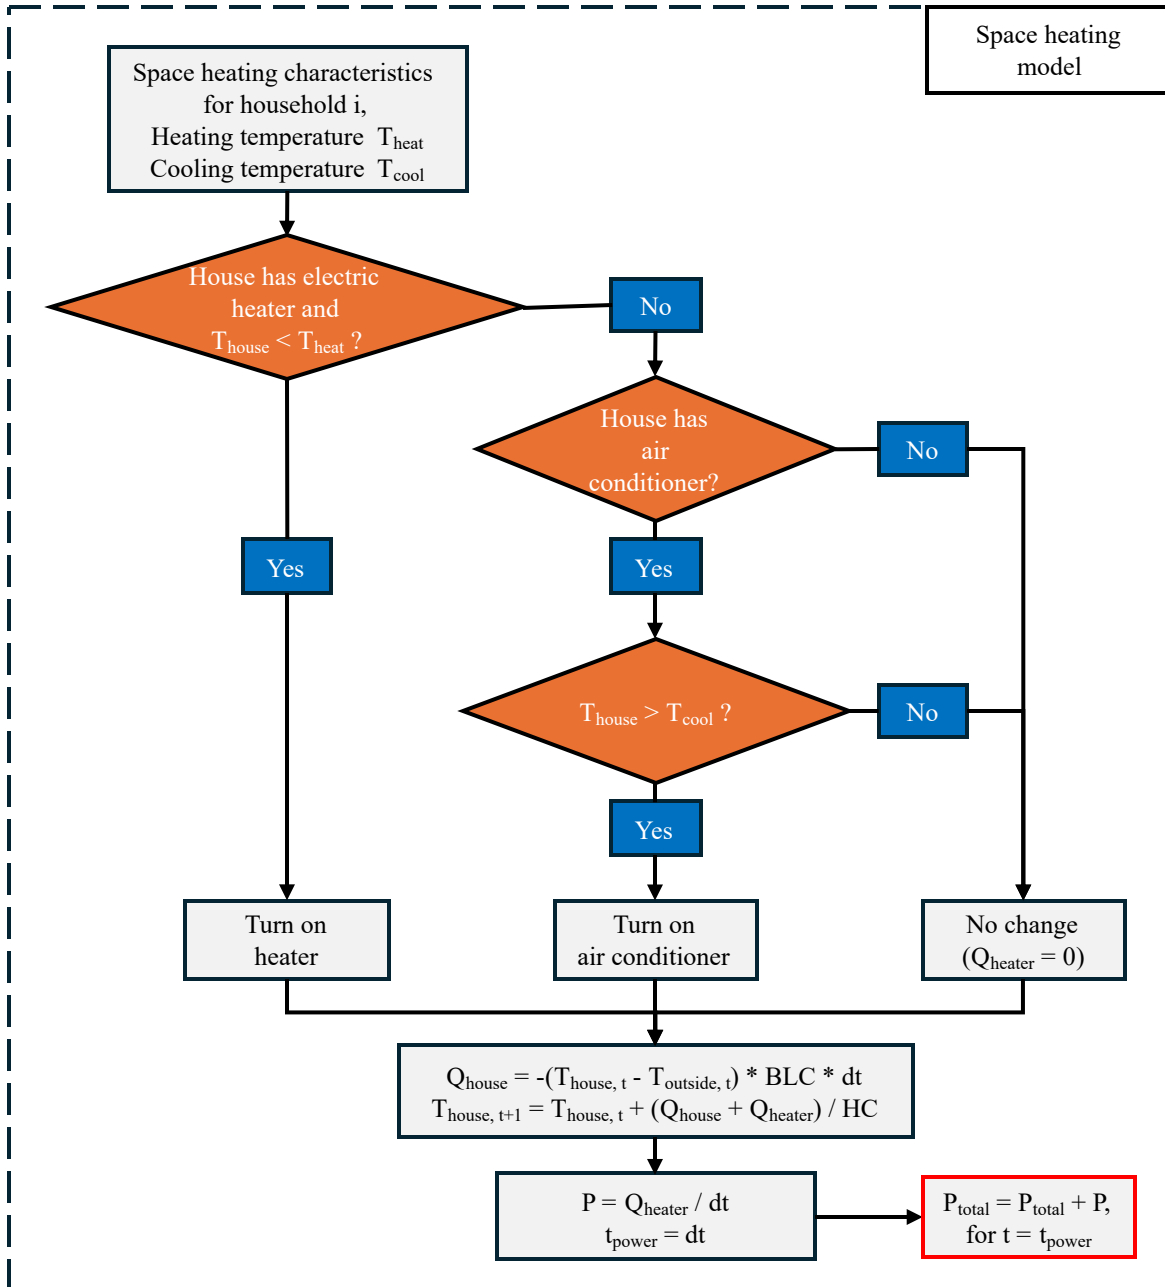 Space heating
model
Space heating characteristics
for household i,
Heating temperature T_heat
Cooling temperature T_cool
House has electric
heater and
T_house < T_heat ?
No
House has
air
conditioner?
No
Yes
Yes
T_house > T_cool ?
No
Yes
Turn on
heater
Turn on
air conditioner
No change
(Q_heater = 0)
Q_house = -(T_house, t - T_outside, t) * BLC * dt
T_house, t+1 = T_house, t + (Q_house + Q_heater) / HC
P = Q_heater / dt
t_power = dt
P_total = P_total + P,
for t = t_power